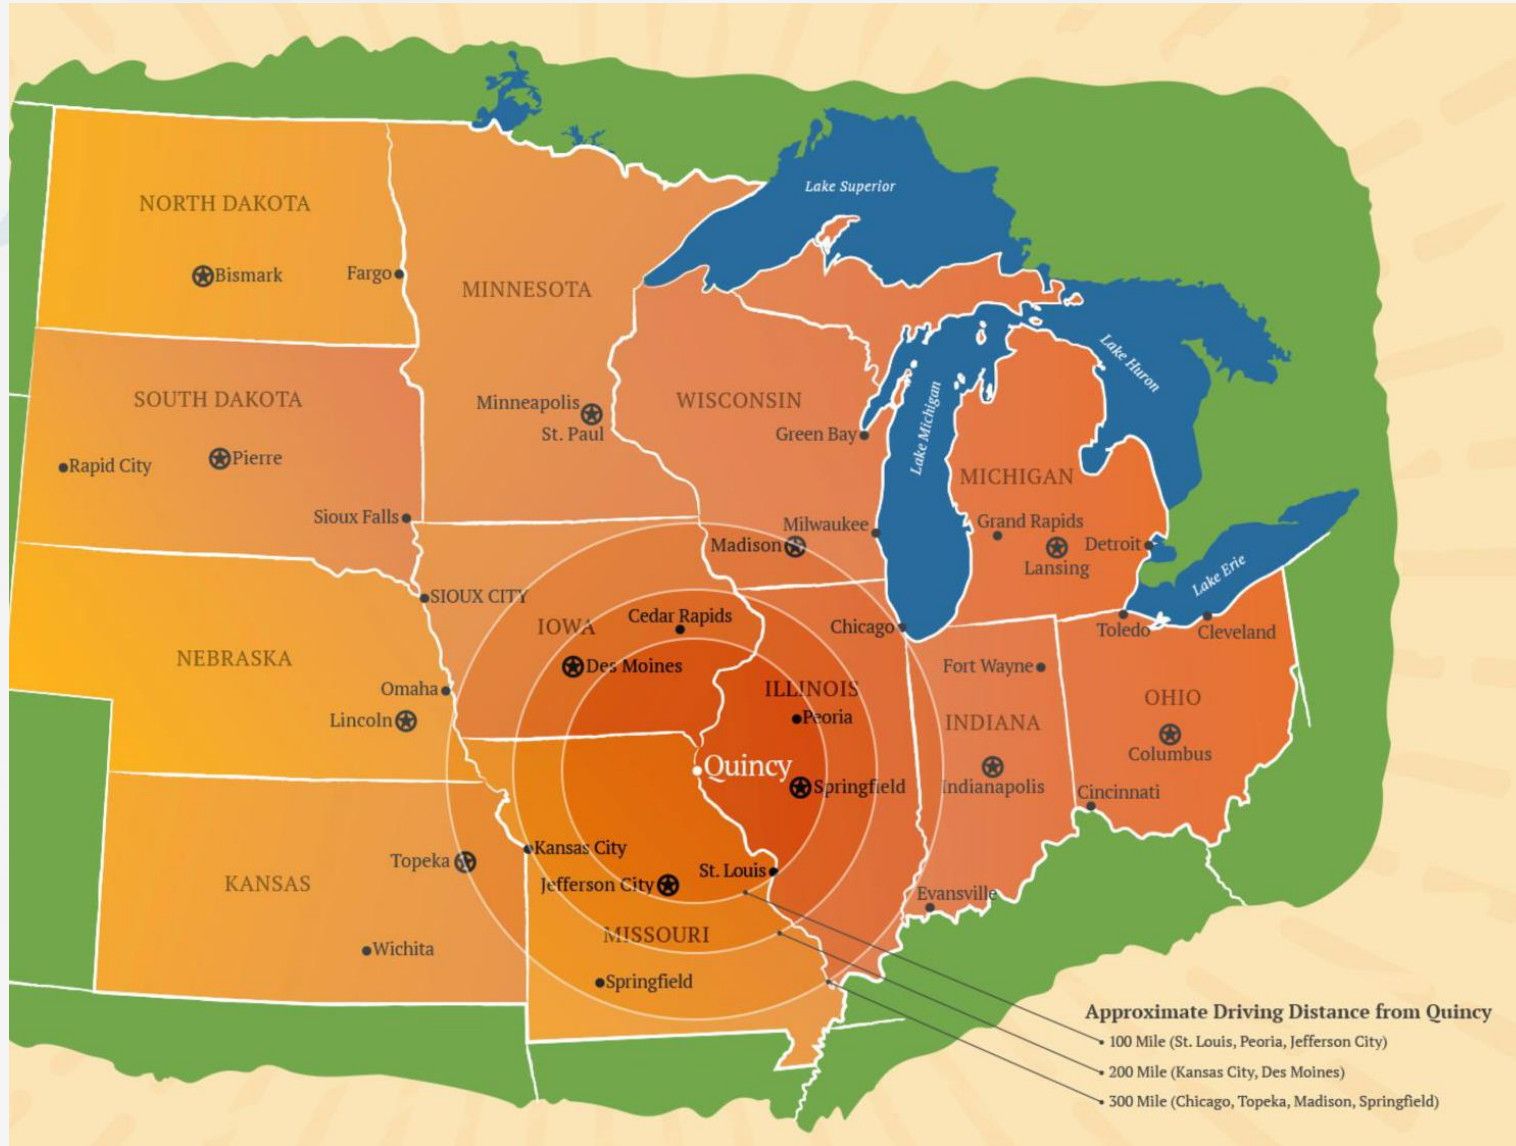 Lake Superior
NORTH DAKOTA
Bismark
Fargo
MINNESOTA
Lake Huron
SOUTH DAKOTA
Minneapolis
St. Paul
WISCONSIN
Green Bay
Lake Michigan
Rapid City
Pierre
MICHIGAN
Sioux Falls
Milwaukee
Madison
Grand Rapids
Lansing
Detroit
Lake Erie
SIOUX CITY
IOWA
Cedar Rapids
Chicago
Toledo
Cleveland
NEBRASKA
Des Moines
Fort Wayne
Omaha
Lincoln
ILLINOIS
Peoria
INDIANA
OHIO
Columbus
Quincy
Springfield
Indianapolis
Cincinnati
Kansas City
Topeka
KANSAS
Jefferson City
St. Louis
Evansville
MISSOURI
Wichita
Springfield
Approximate Driving Distance from Quincy
100 Mile (St. Louis, Peoria, Jefferson City)
200 Mile (Kansas City, Des Moines)
300 Mile (Chicago, Topeka, Madison, Springfield)